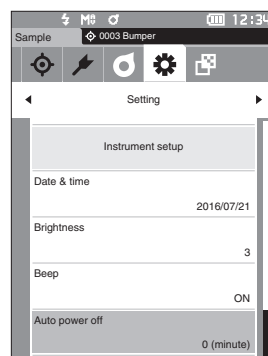 M 12:34
Sample 0003 Bumper
Setting
Instrument setup
Date & time
2016/07/21
Brightness
3
Beep
ON
Auto power off
0 (minute)